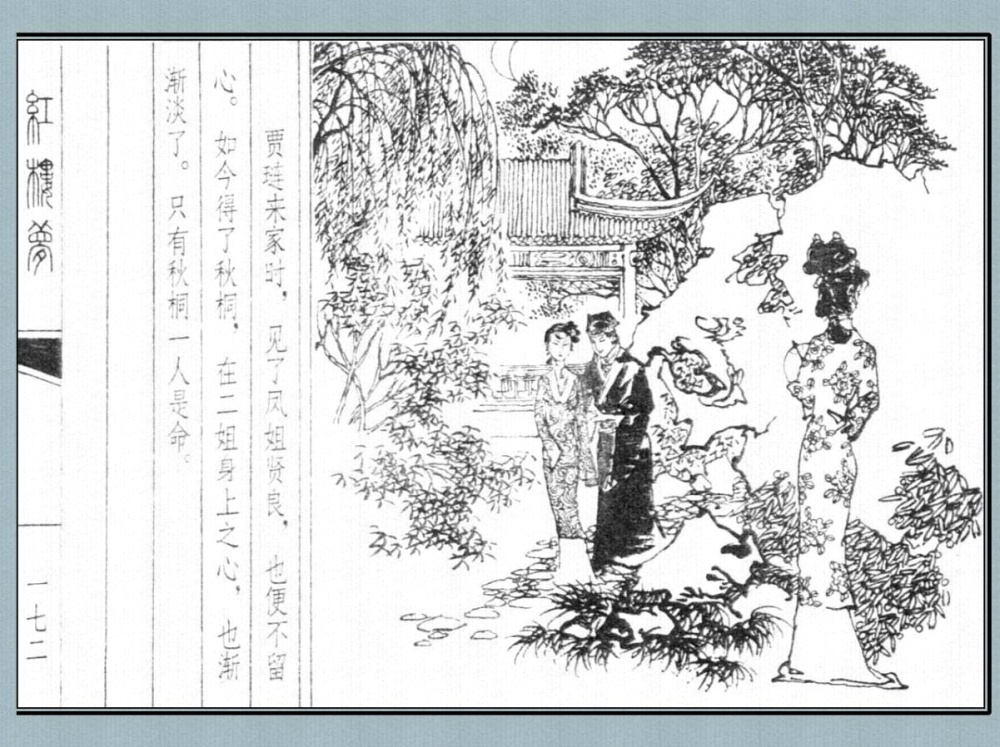 贾琏来家时，见了凤姐贤良，也便不留
心。如今得了秋桐，在二姐身上之心，也渐
渐淡了。只有秋桐一人是命。
紅樓夢
一七二